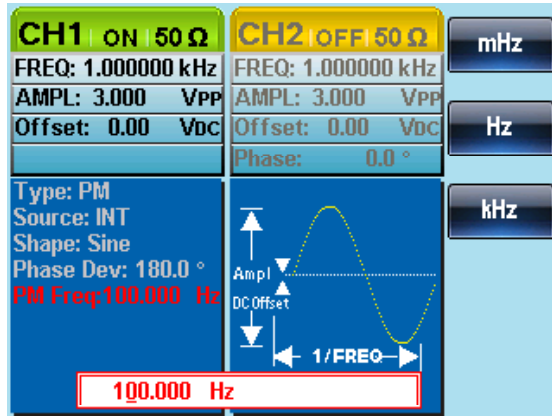 CH1 ON 50 Ω
FREQ: 1.000000 kHz
AMPL: 3.000 VPP
Offset: 0.00 VDC
CH2 OFF 50 Ω
FREQ: 1.000000 kHz
AMPL: 3.000 VPP
Offset: 0.00 VDC
Phase: 0.0 °
mHz
Hz
kHz
Type: PM
Source: INT
Shape: Sine
Phase Dev: 180.0 °
PM Freq:100.000 Hz
Ampl
DC Offset
1/FREQ
100.000 Hz